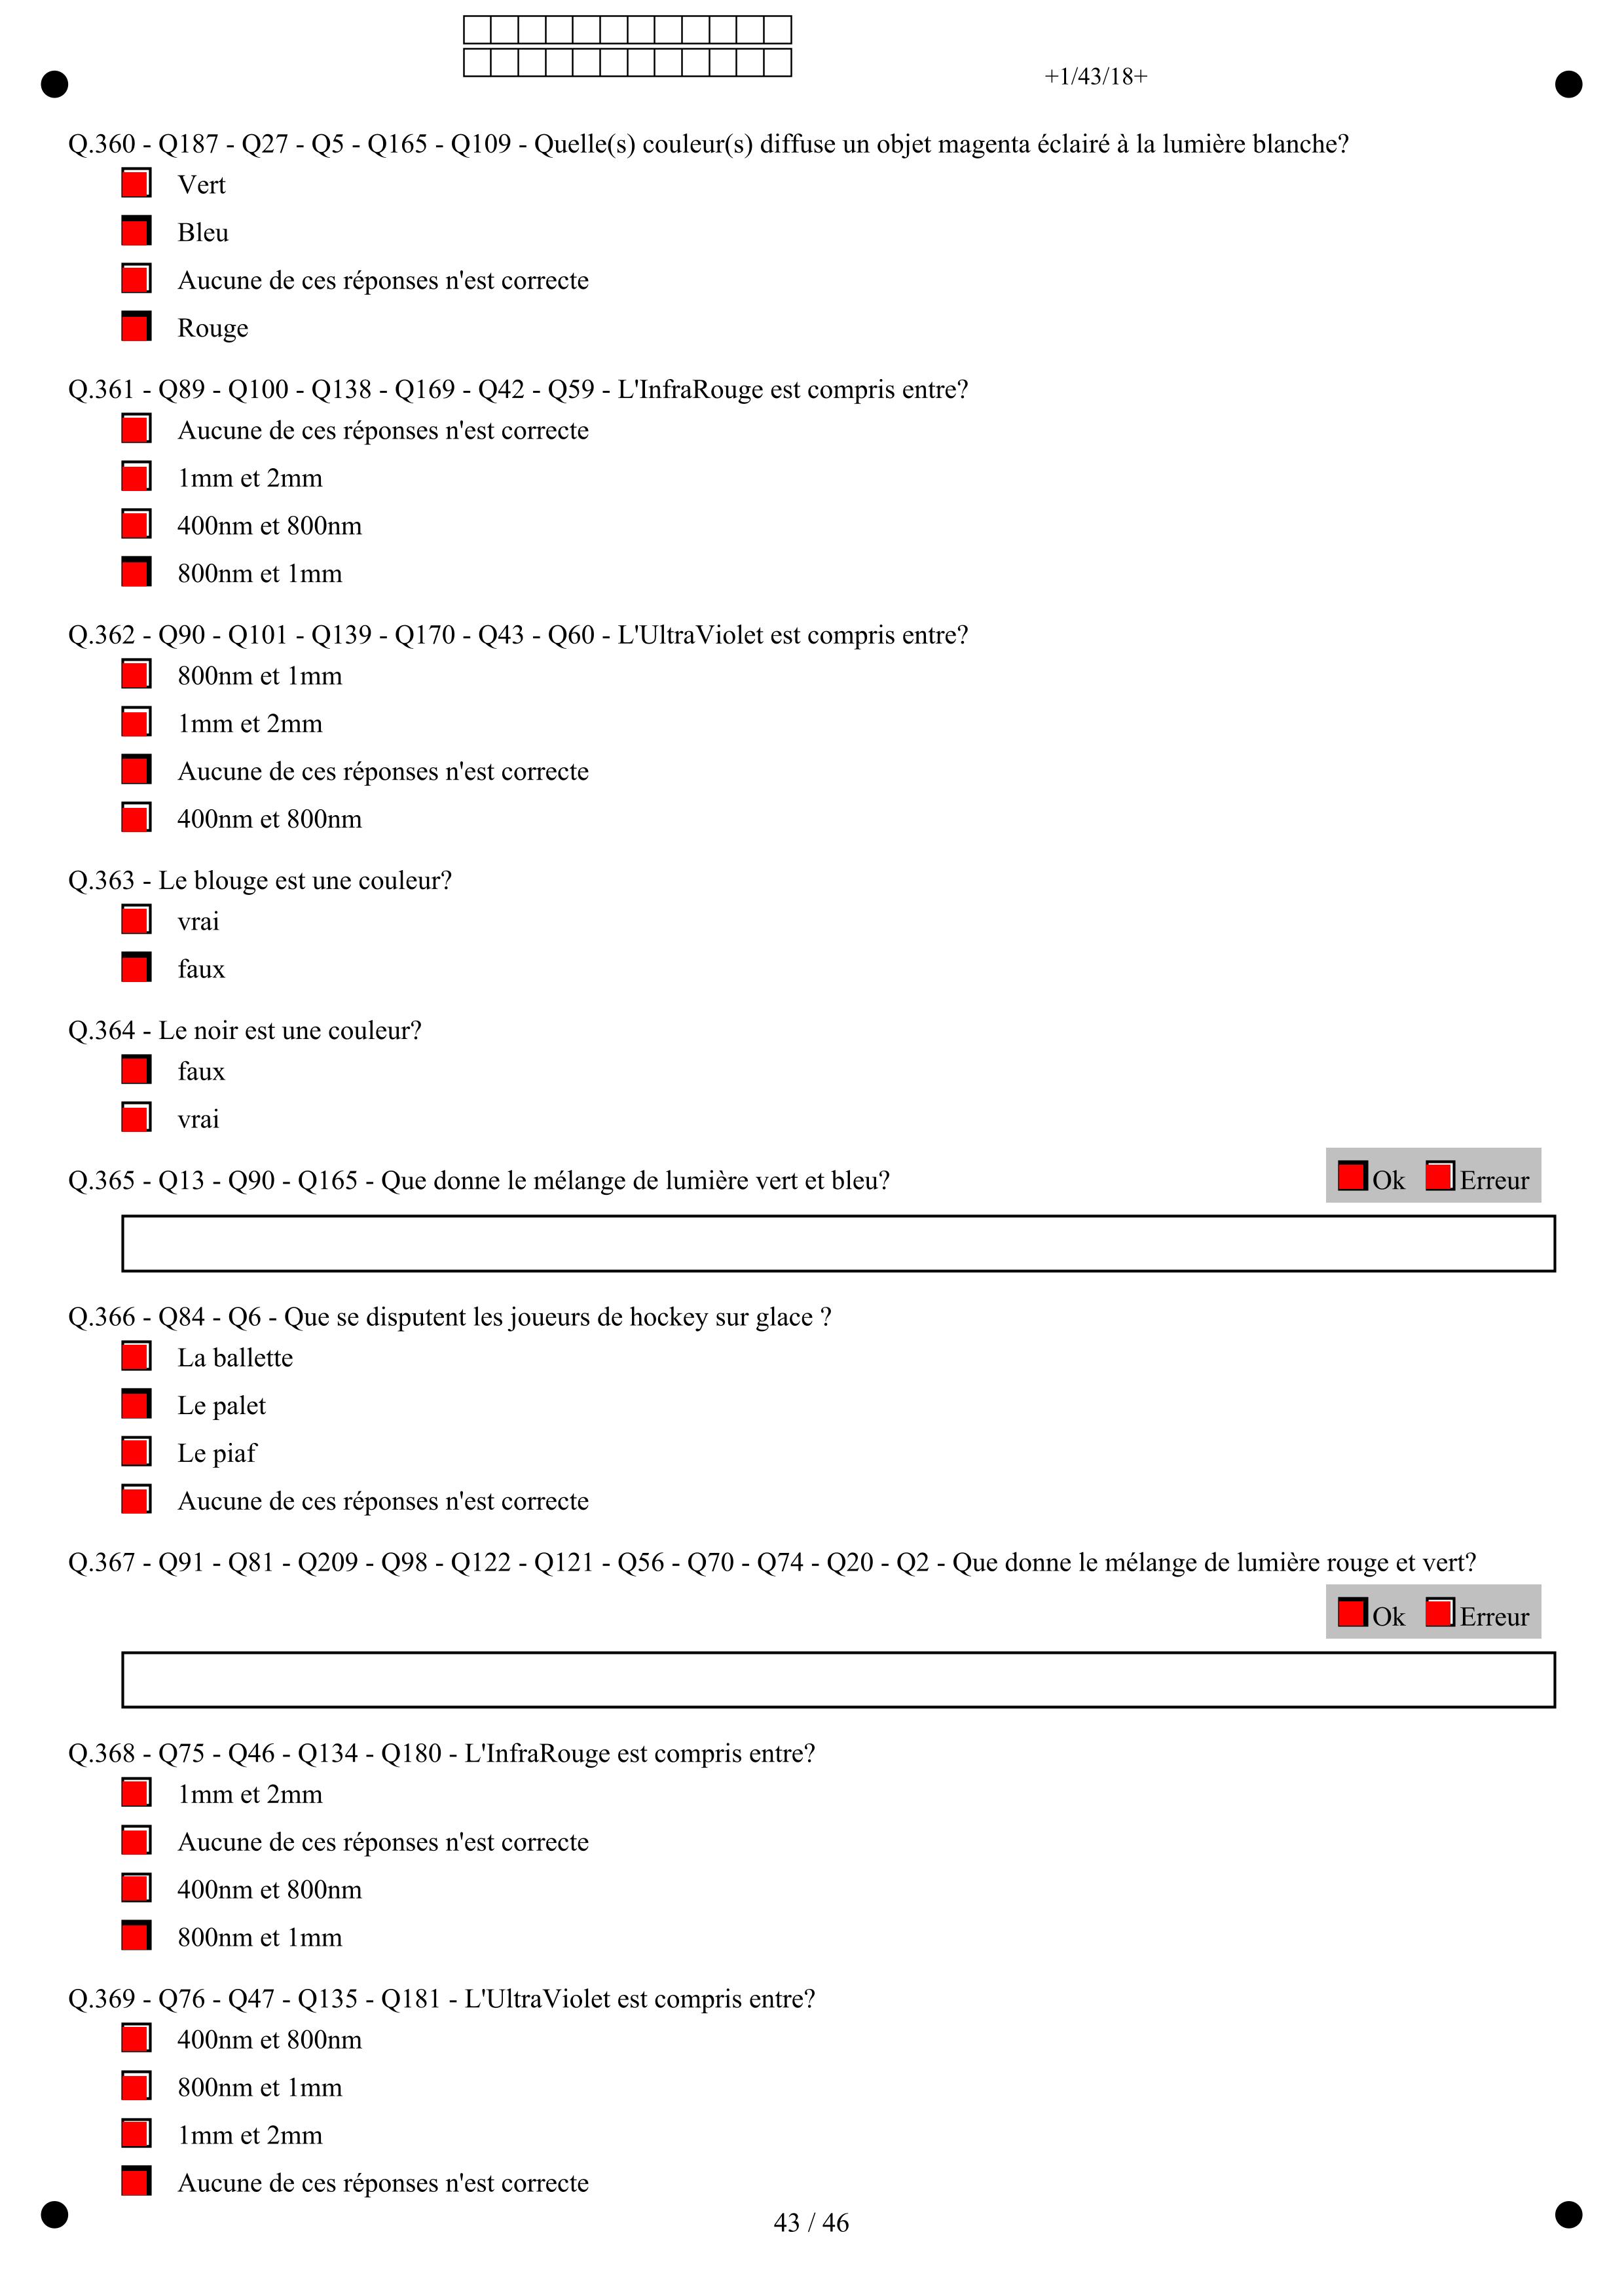 +1/43/18+
Q.360 - Q187 - Q27 - Q5 - Q165 - Q109 - Quelle(s) couleur(s) diffuse un objet magenta éclairé à la lumière blanche?
Vert
Bleu
Aucune de ces réponses n'est correcte
Rouge
Q.361 - Q89 - Q100 - Q138 - Q169 - Q42 - Q59 - L'InfraRouge est compris entre?
Aucune de ces réponses n'est correcte
1mm et 2mm
400nm et 800nm
800nm et 1mm
Q.362 - Q90 - Q101 - Q139 - Q170 - Q43 - Q60 - L'UltraViolet est compris entre?
800nm et 1mm
1mm et 2mm
Aucune de ces réponses n'est correcte
400nm et 800nm
Q.363 - Le blouge est une couleur?
vrai
faux
Q.364 - Le noir est une couleur?
faux
vrai
Q.365 - Q13 - Q90 - Q165 - Que donne le mélange de lumière vert et bleu?
Ok Erreur
Q.366 - Q84 - Q6 - Que se disputent les joueurs de hockey sur glace ?
La ballette
Le palet
Le piaf
Aucune de ces réponses n'est correcte
Q.367 - Q91 - Q81 - Q209 - Q98 - Q122 - Q121 - Q56 - Q70 - Q74 - Q20 - Q2 - Que donne le mélange de lumière rouge et vert?
Ok Erreur
Q.368 - Q75 - Q46 - Q134 - Q180 - L'InfraRouge est compris entre?
1mm et 2mm
Aucune de ces réponses n'est correcte
400nm et 800nm
800nm et 1mm
Q.369 - Q76 - Q47 - Q135 - Q181 - L'UltraViolet est compris entre?
400nm et 800nm
800nm et 1mm
1mm et 2mm
Aucune de ces réponses n'est correcte
43 / 46